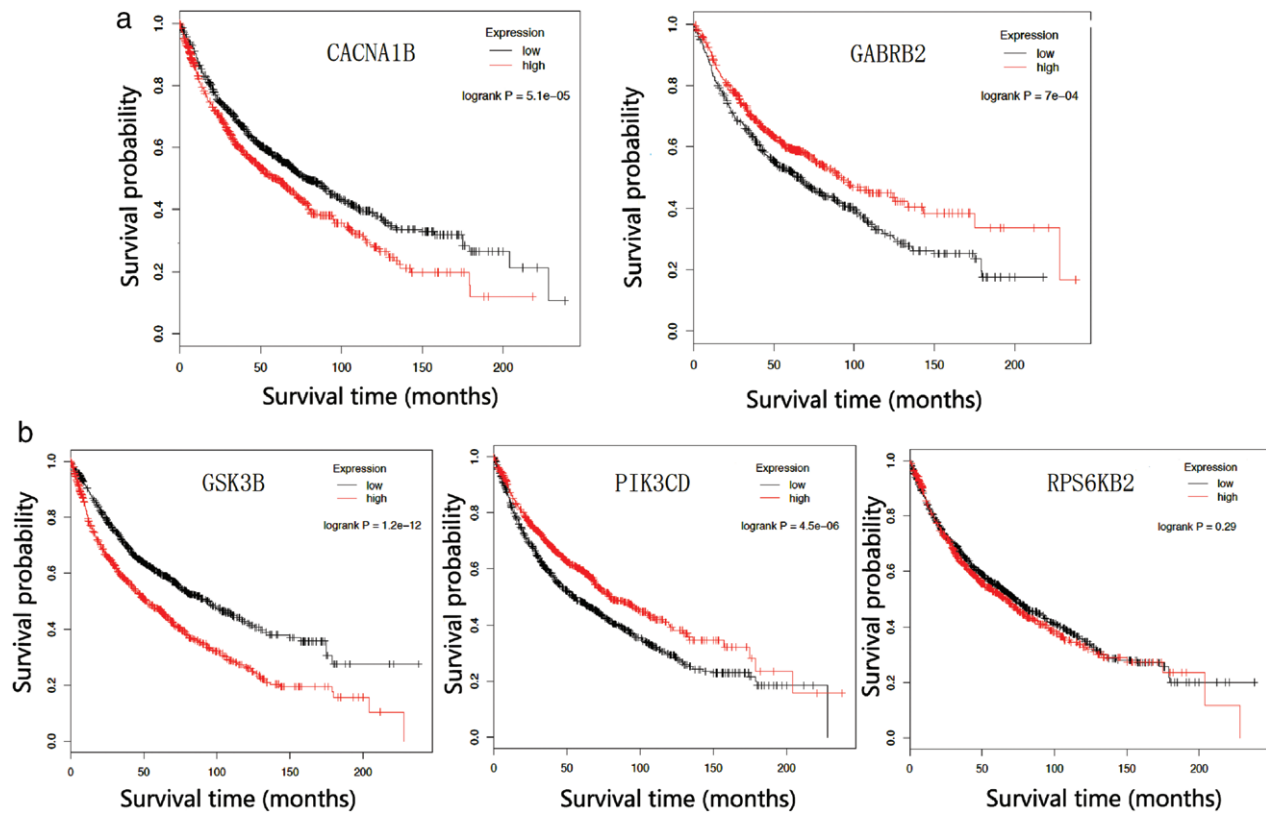 a
CACNA1B
Expression
low
high
logrank P = 5.1e-05
Survival probability
0.0
0.2
0.4
0.6
0.8
1.0
0
50
100
150
200
Survival time (months)
GABRB2
Expression
low
high
logrank P = 7e-04
Survival probability
0.0
0.2
0.4
0.6
0.8
1.0
0
50
100
150
200
Survival time (months)
b
GSK3B
Expression
low
high
logrank P = 1.2e-12
Survival probability
0.0
0.2
0.4
0.6
0.8
1.0
0
50
100
150
200
Survival time (months)
PIK3CD
Expression
low
high
logrank P = 4.5e-06
Survival probability
0.0
0.2
0.4
0.6
0.8
1.0
0
50
100
150
200
Survival time (months)
RPS6KB2
Expression
low
high
logrank P = 0.29
Survival probability
0.0
0.2
0.4
0.6
0.8
1.0
0
50
100
150
200
Survival time (months)